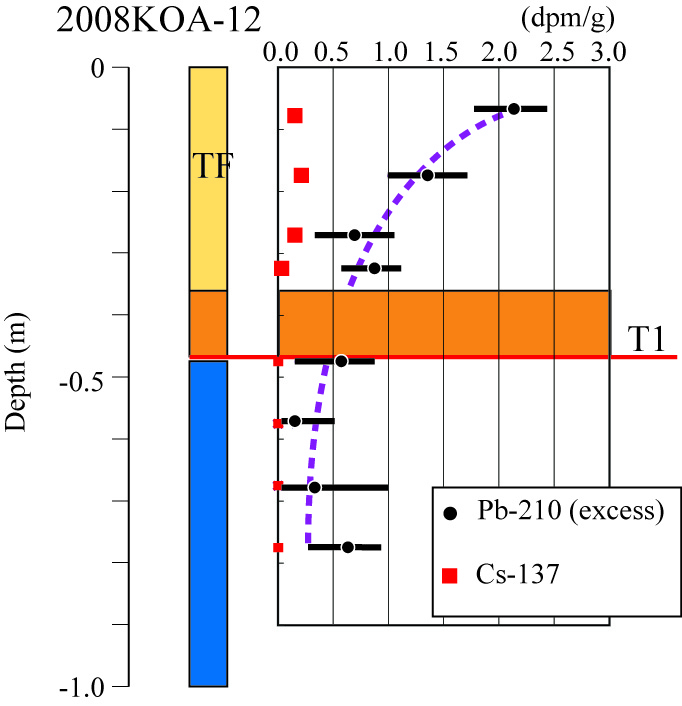 2008KOA-12
(dpm/g)
0.0 0.5 1.0 1.5 2.0 2.5 3.0
0
TF
T1
Depth (m)
-0.5
Pb-210 (excess)
Cs-137
-1.0